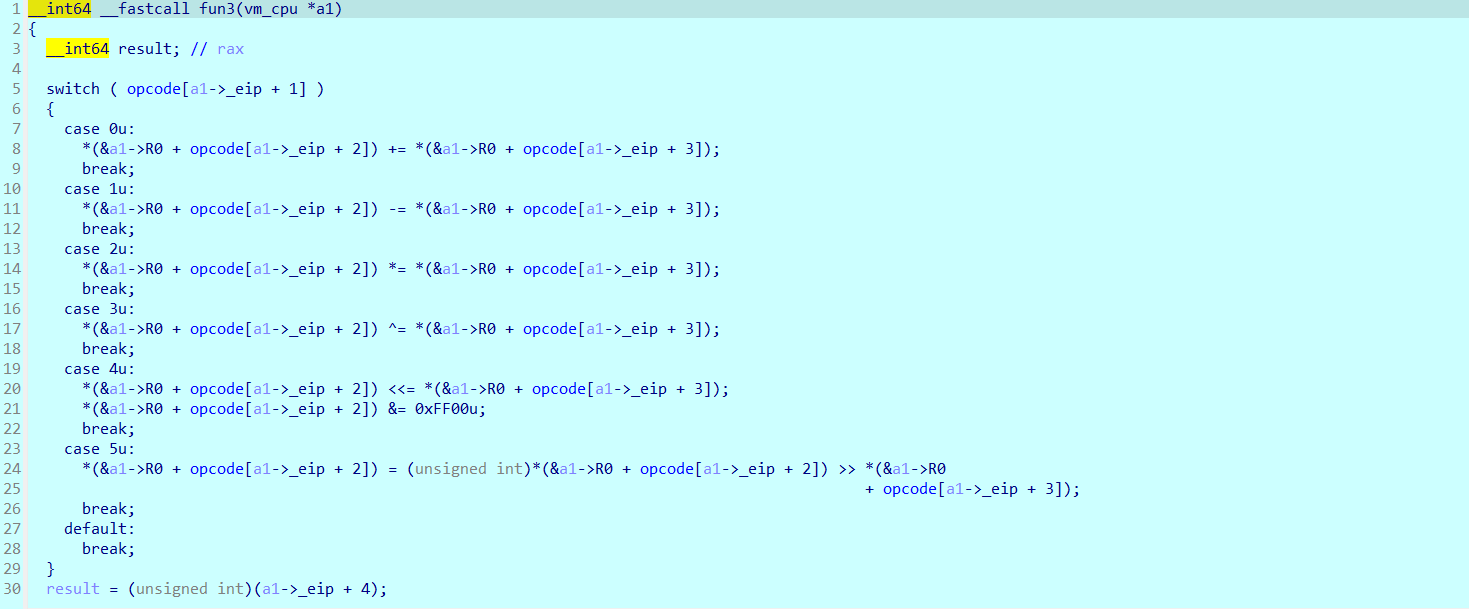 1 __int64 __fastcall fun3(vm_cpu *a1)
2 {
3   __int64 result; // rax
4
5   switch ( opcode[a1->_eip + 1] )
6   {
7     case 0u:
8       *(&a1->R0 + opcode[a1->_eip + 2]) += *(&a1->R0 + opcode[a1->_eip + 3]);
9       break;
10     case 1u:
11       *(&a1->R0 + opcode[a1->_eip + 2]) -= *(&a1->R0 + opcode[a1->_eip + 3]);
12       break;
13     case 2u:
14       *(&a1->R0 + opcode[a1->_eip + 2]) *= *(&a1->R0 + opcode[a1->_eip + 3]);
15       break;
16     case 3u:
17       *(&a1->R0 + opcode[a1->_eip + 2]) ^= *(&a1->R0 + opcode[a1->_eip + 3]);
18       break;
19     case 4u:
20       *(&a1->R0 + opcode[a1->_eip + 2]) <<= *(&a1->R0 + opcode[a1->_eip + 3]);
21       *(&a1->R0 + opcode[a1->_eip + 2]) &= 0xFF00u;
22       break;
23     case 5u:
24       *(&a1->R0 + opcode[a1->_eip + 2]) = (unsigned int)*(&a1->R0 + opcode[a1->_eip + 2]) >> *(&a1->R0
25                                                                                              + opcode[a1->_eip + 3]);
26       break;
27     default:
28       break;
29   }
30   result = (unsigned int)(a1->_eip + 4);